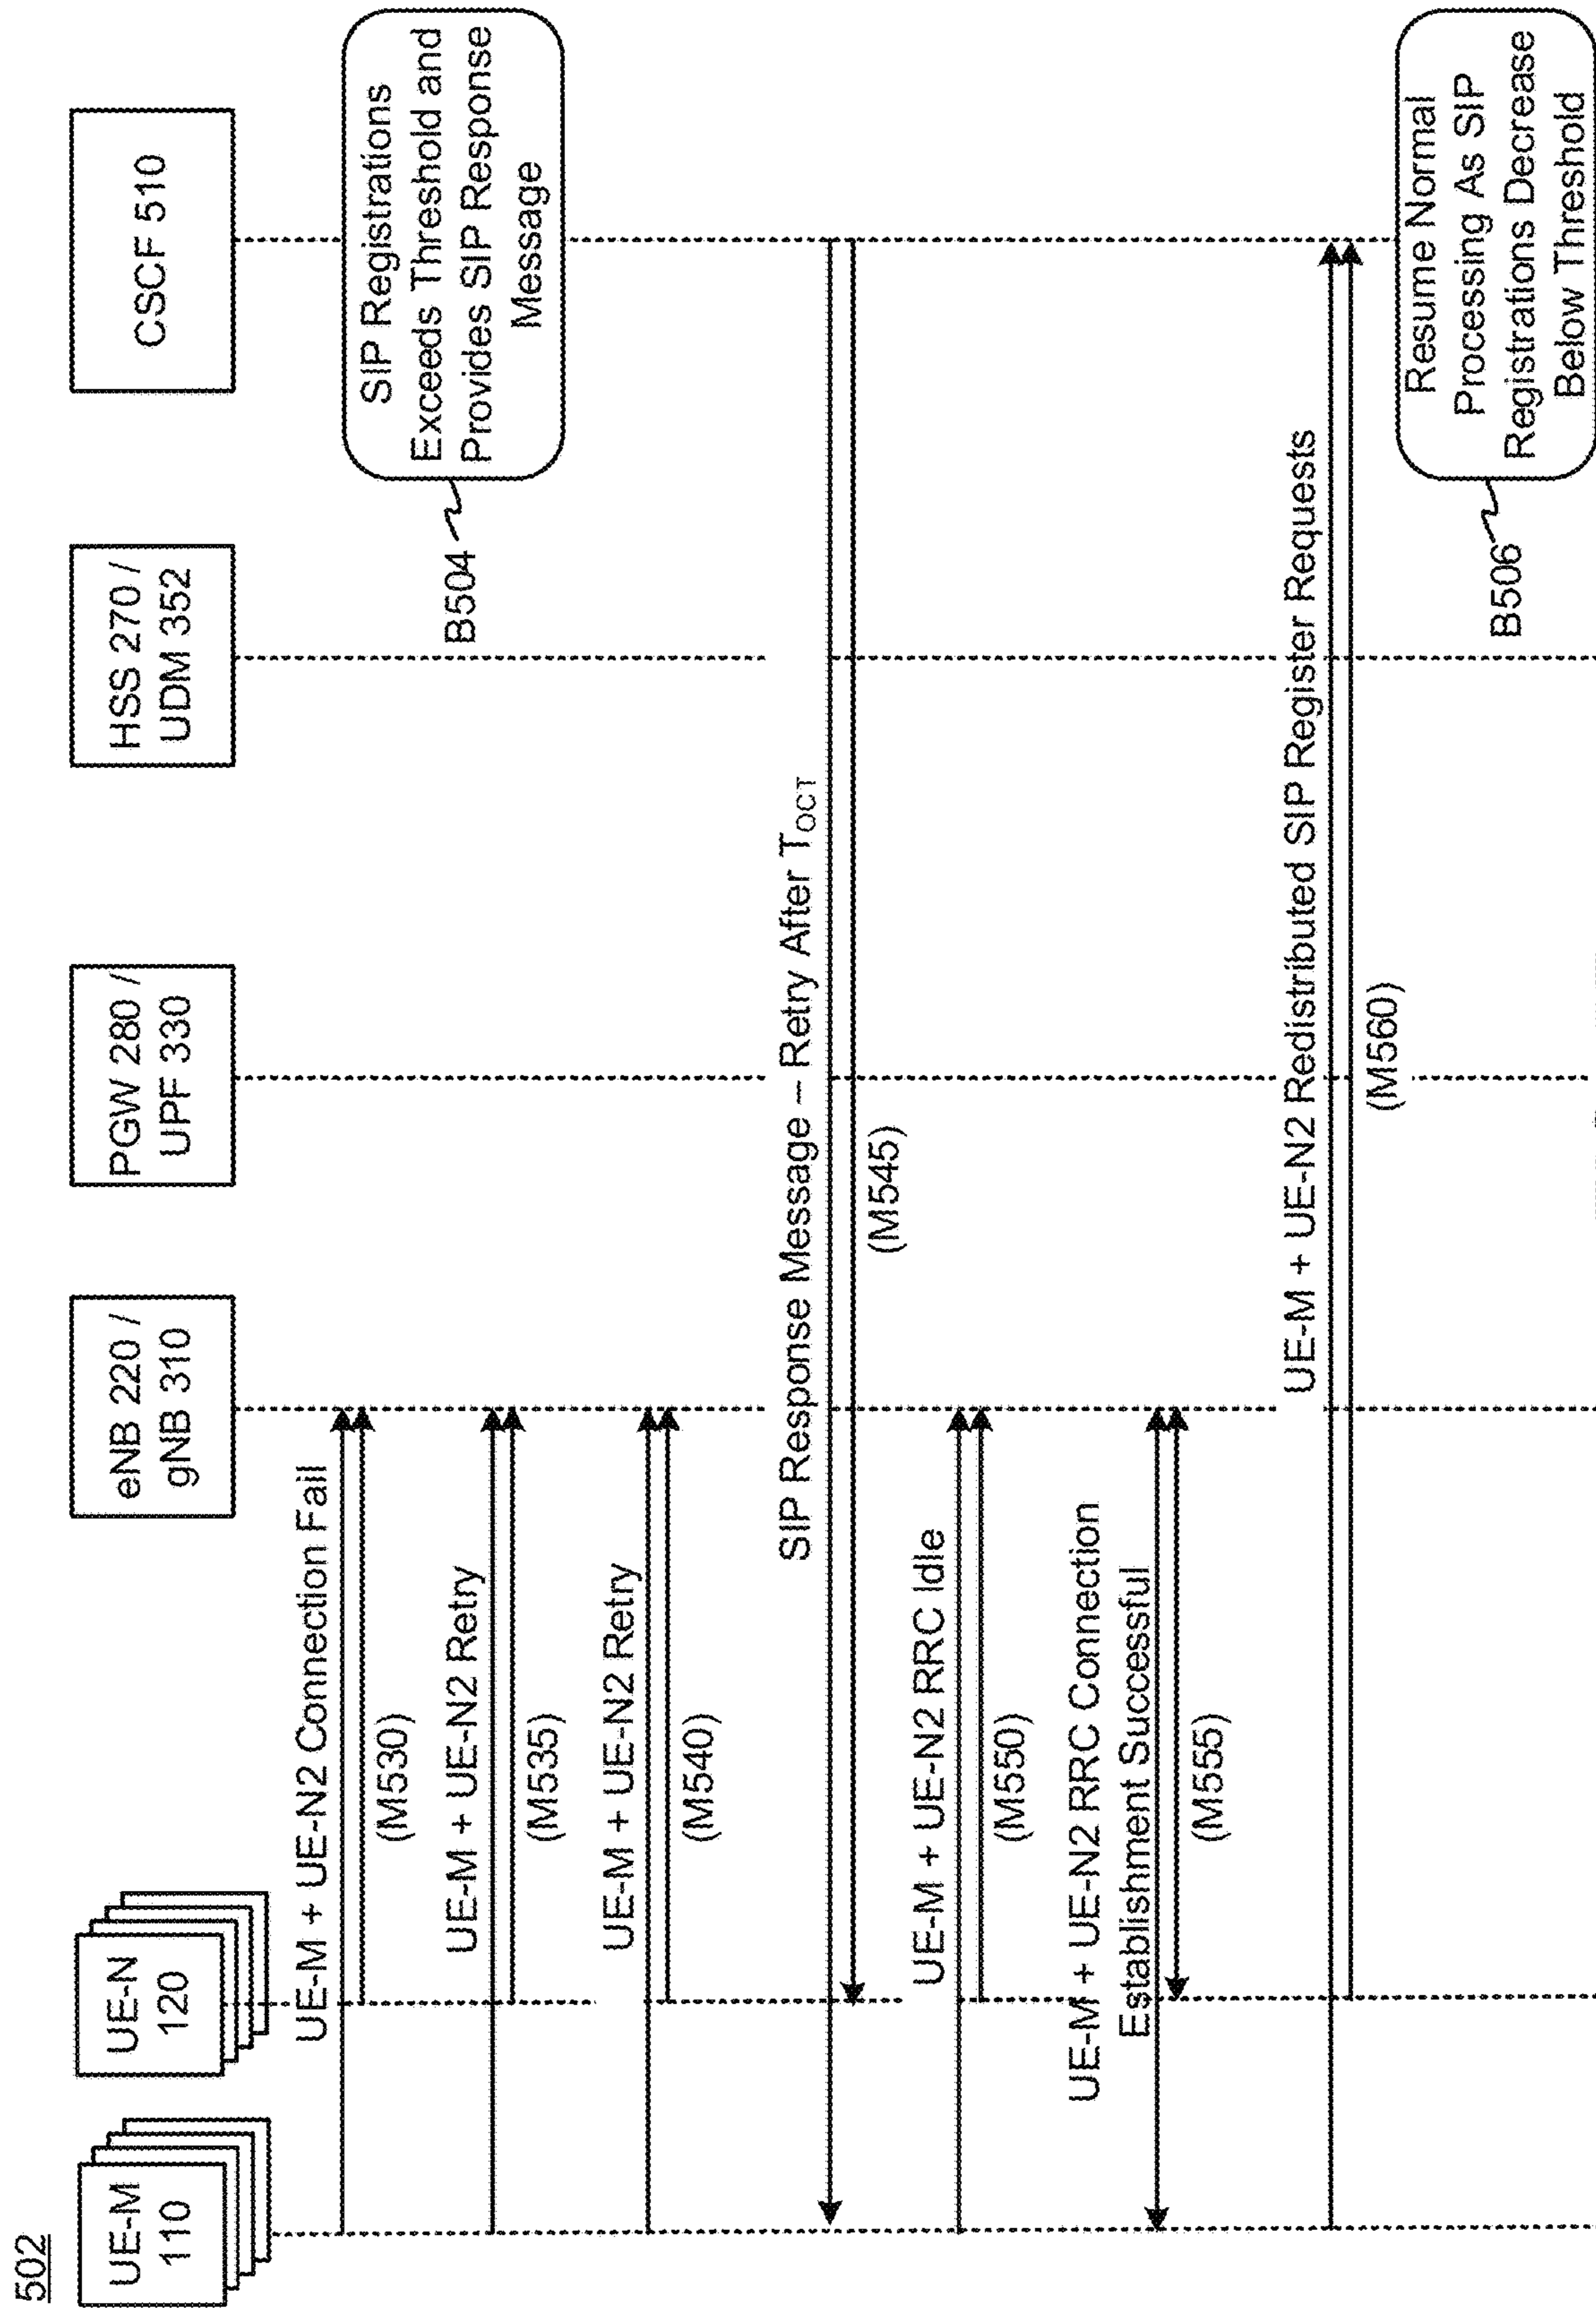 502
UE-M
110
UE-N
120
eNB 220 /
gNB 310
PGW 280 /
UPF 330
HSS 270 /
UDM 352
CSCF 510
UE-M + UE-N2 Connection Fail
(M530)
SIP Registrations
Exceeds Threshold and
Provides SIP Response
Message
B504
UE-M + UE-N2 Retry
(M535)
UE-M + UE-N2 Retry
(M540)
SIP Response Message – Retry After TOCT
(M545)
UE-M + UE-N2 RRC Idle
(M550)
UE-M + UE-N2 RRC Connection
Establishment Successful
(M555)
UE-M + UE-N2 Redistributed SIP Register Requests
(M560)
Resume Normal
Processing As SIP
Registrations Decrease
Below Threshold
B506